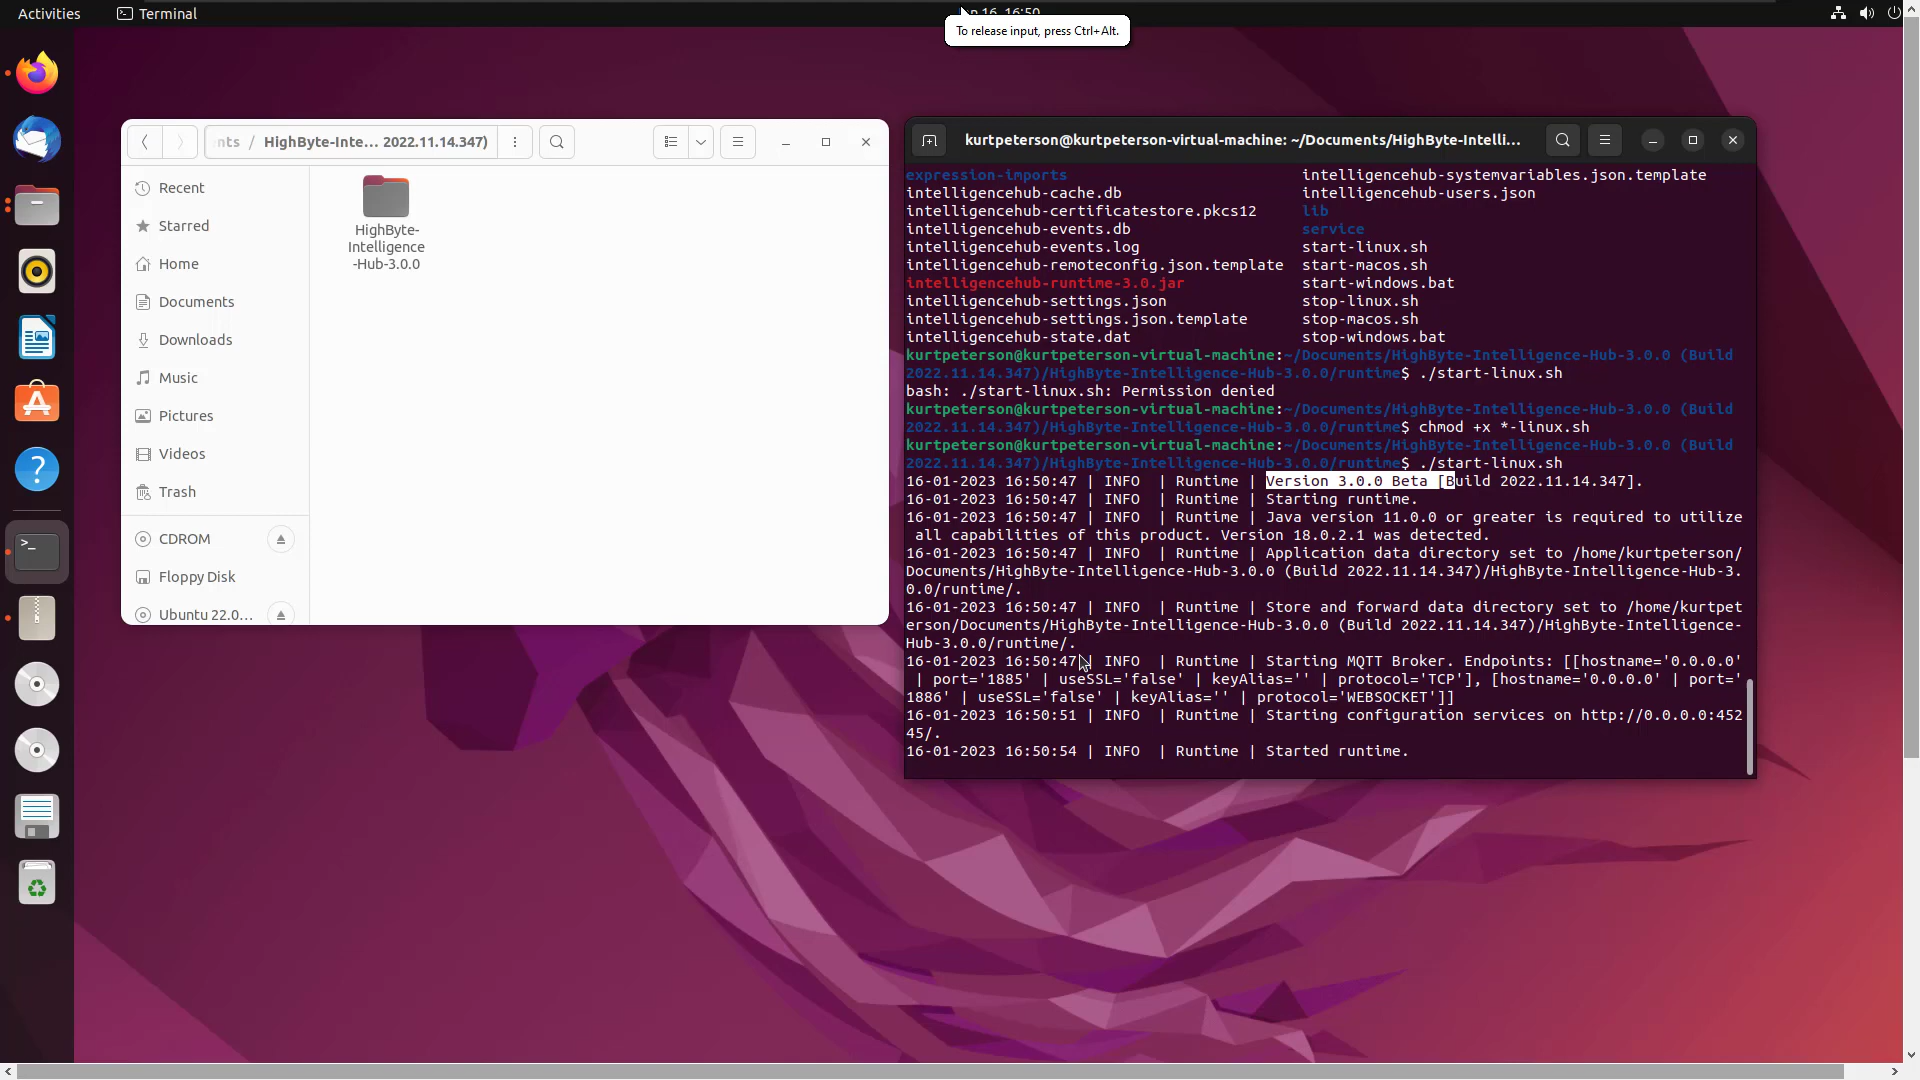 Activities
Terminal
16, 16:50
To release input, press Ctrl+Alt.
nts / HighByte-Inte... 2022.11.14.347)
Recent
Starred
Home
Documents
Downloads
Music
Pictures
Videos
Trash
CDROM
Floppy Disk
Ubuntu 22.0...
HighByte-
Intelligence
-Hub-3.0.0
kurtpeterson@kurtpeterson-virtual-machine: ~/Documents/HighByte-Intelli...
expression-imports intelligencehub-systemvariables.json.template
intelligencehub-cache.db intelligencehub-users.json
intelligencehub-certificatestore.pkcs12 lib
intelligencehub-events.db service
intelligencehub-events.log start-linux.sh
intelligencehub-remoteconfig.json.template start-macos.sh
intelligencehub-runtime-3.0.jar start-windows.bat
intelligencehub-settings.json stop-linux.sh
intelligencehub-settings.json.template stop-macos.sh
intelligencehub-state.dat stop-windows.bat
kurtpeterson@kurtpeterson-virtual-machine:~/Documents/HighByte-Intelligence-Hub-3.0.0 (Build
2022.11.14.347)/HighByte-Intelligence-Hub-3.0.0/runtime$ ./start-linux.sh
bash: ./start-linux.sh: Permission denied
kurtpeterson@kurtpeterson-virtual-machine:~/Documents/HighByte-Intelligence-Hub-3.0.0 (Build
2022.11.14.347)/HighByte-Intelligence-Hub-3.0.0/runtime$ chmod +x *-linux.sh
kurtpeterson@kurtpeterson-virtual-machine:~/Documents/HighByte-Intelligence-Hub-3.0.0 (Build
2022.11.14.347)/HighByte-Intelligence-Hub-3.0.0/runtime$ ./start-linux.sh
16-01-2023 16:50:47 | INFO | Runtime | Version 3.0.0 Beta [Build 2022.11.14.347].
16-01-2023 16:50:47 | INFO | Runtime | Starting runtime.
16-01-2023 16:50:47 | INFO | Runtime | Java version 11.0.0 or greater is required to utilize
all capabilities of this product. Version 18.0.2.1 was detected.
16-01-2023 16:50:47 | INFO | Runtime | Application data directory set to /home/kurtpeterson/
Documents/HighByte-Intelligence-Hub-3.0.0 (Build 2022.11.14.347)/HighByte-Intelligence-Hub-3.
0.0/runtime/.
16-01-2023 16:50:47 | INFO | Runtime | Store and forward data directory set to /home/kurtpet
erson/Documents/HighByte-Intelligence-Hub-3.0.0 (Build 2022.11.14.347)/HighByte-Intelligence-
Hub-3.0.0/runtime/.
16-01-2023 16:50:47 | INFO | Runtime | Starting MQTT Broker. Endpoints: [[hostname='0.0.0.0'
| port='1885' | useSSL='false' | keyAlias='' | protocol='TCP'], [hostname='0.0.0.0' | port='
1886' | useSSL='false' | keyAlias='' | protocol='WEBSOCKET']]
16-01-2023 16:50:51 | INFO | Runtime | Starting configuration services on http://0.0.0.0:452
45/.
16-01-2023 16:50:54 | INFO | Runtime | Started runtime.